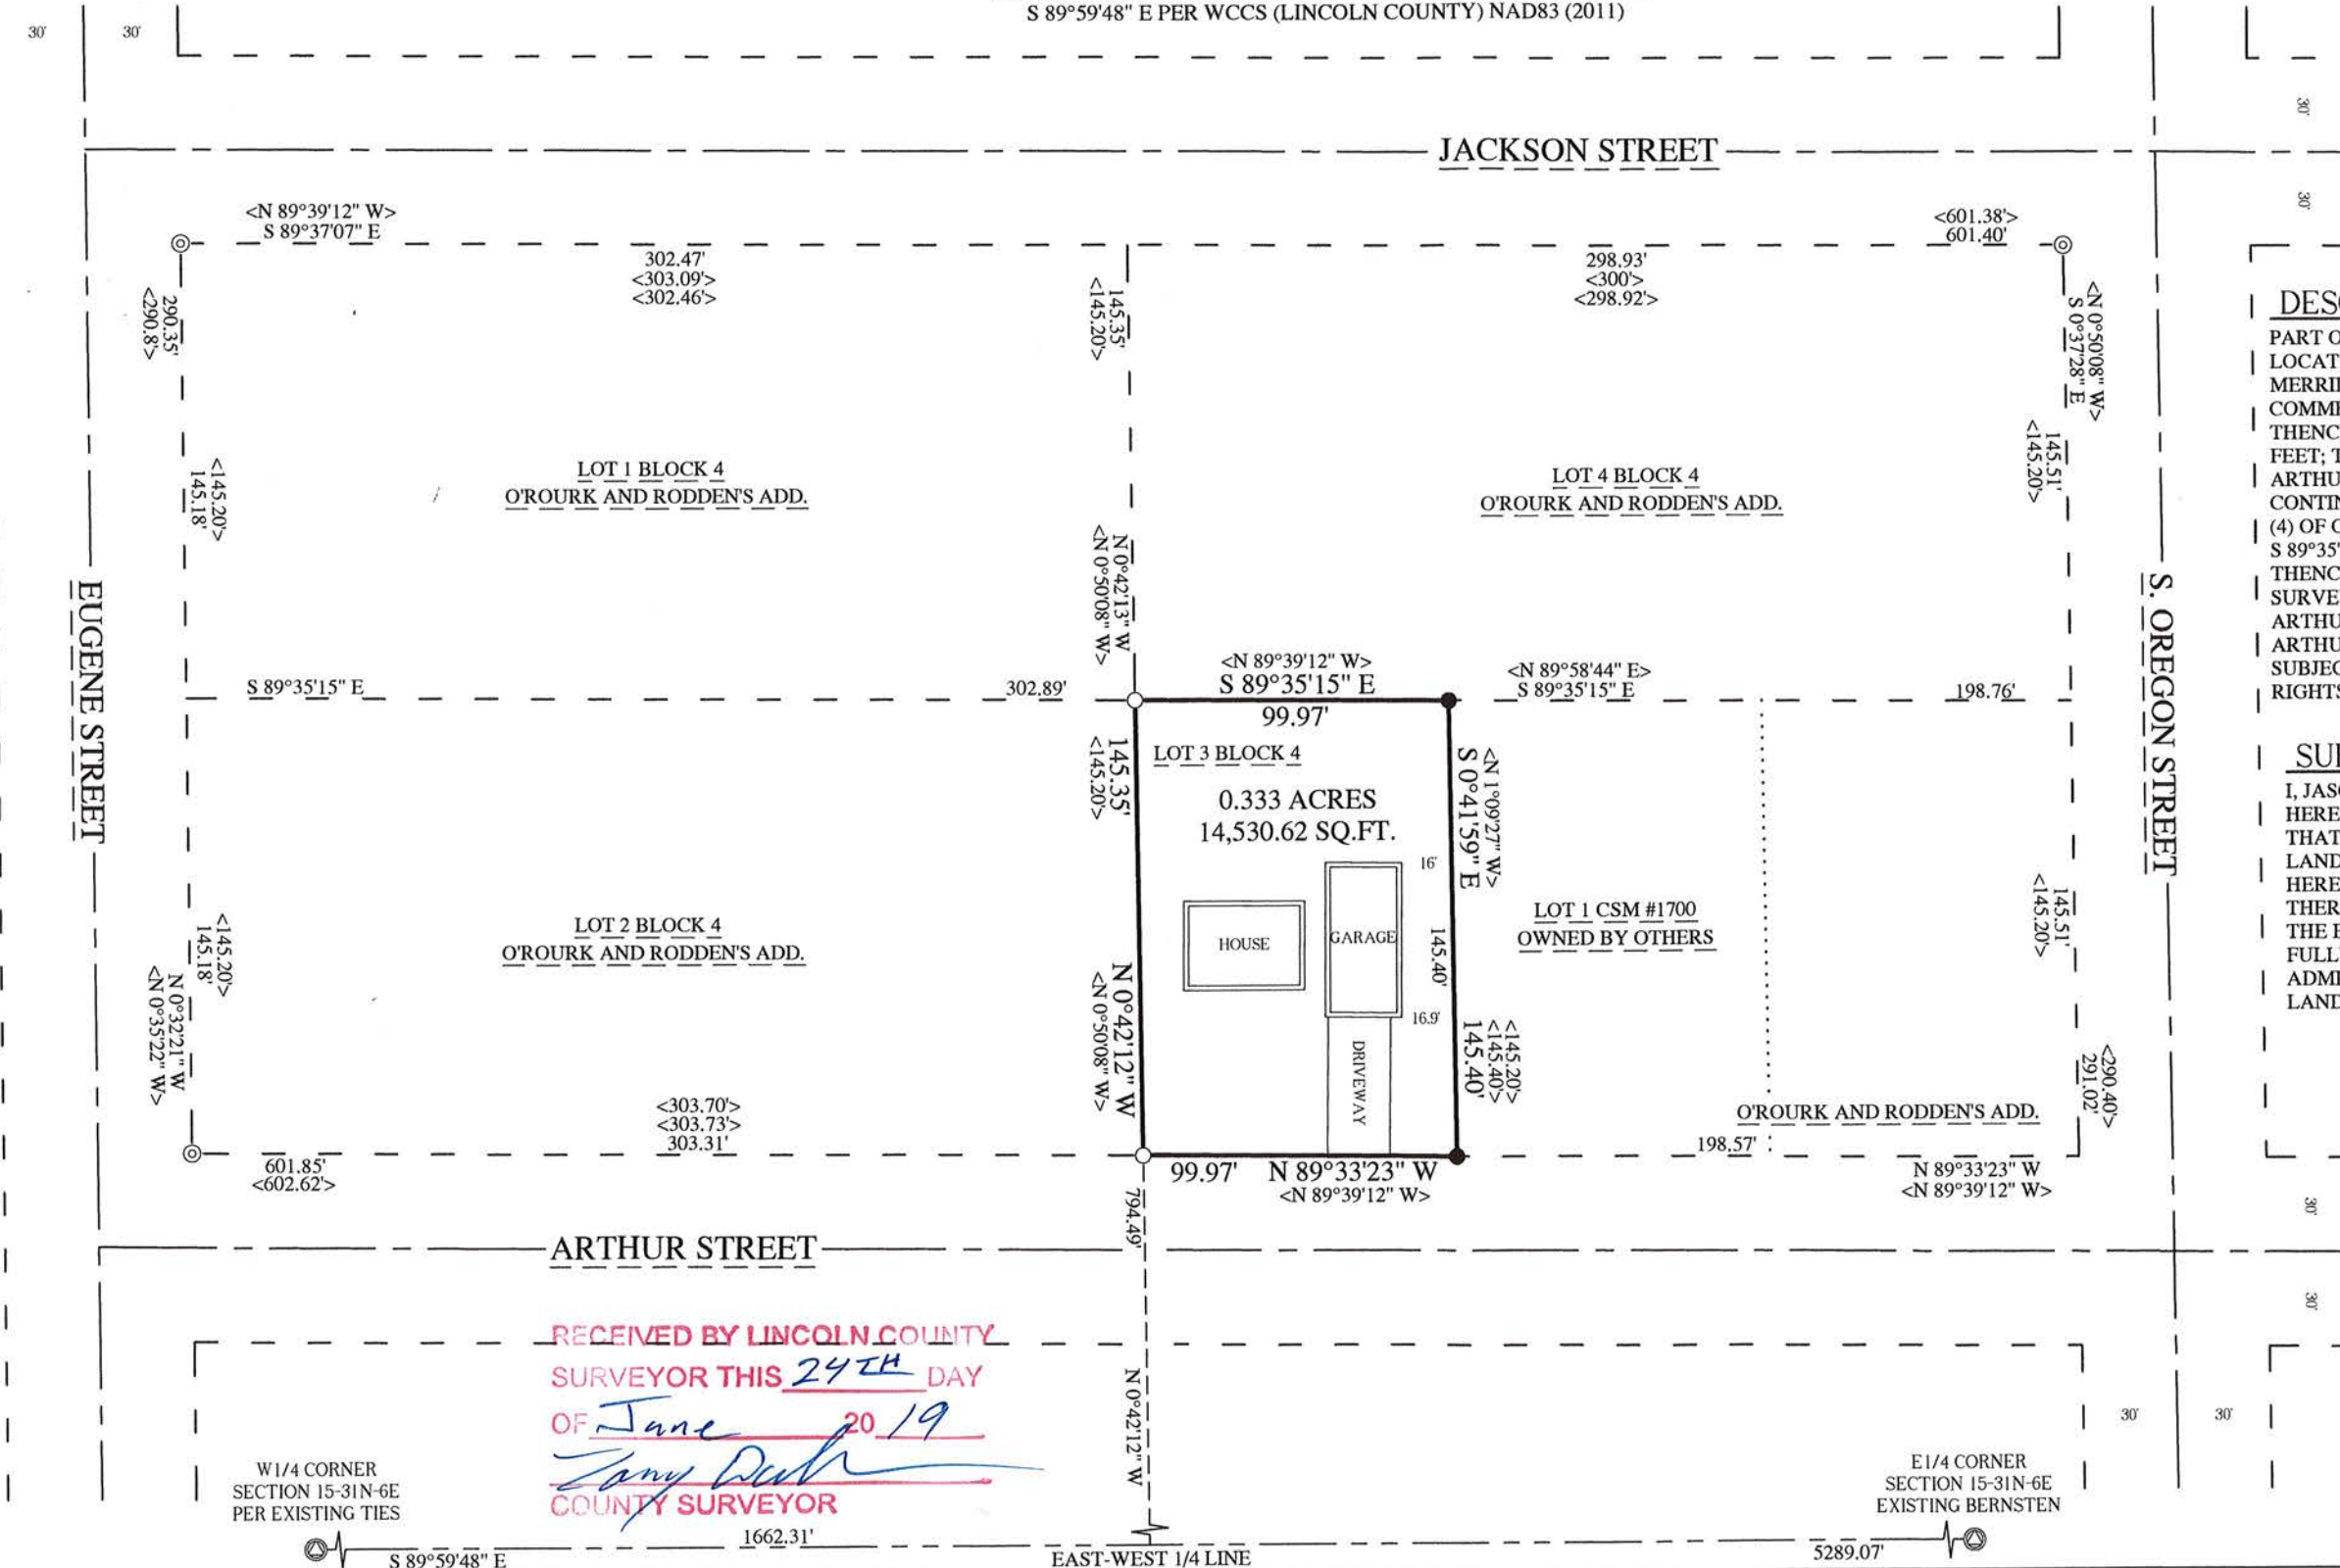 S 89°59'48" E PER WCCS (LINCOLN COUNTY) NAD83 (2011)
30'
30'
30'
JACKSON STREET
30'
<N 89°39'12" W>
S 89°37'07" E
<601.38'>
601.40'
302.47'
<303.09'>
<302.46'>
298.93'
<300'>
<298.92'>
290.35'
<290.8'>
145.35'
<145.20'>
<N 0°50'08" W>
S 0°37'28" E
<145.20'>
145.18'
145.51'
<145.20'>
LOT 1 BLOCK 4
O'ROURK AND RODDEN'S ADD.
LOT 4 BLOCK 4
O'ROURK AND RODDEN'S ADD.
N 0°42'13" W
<N 0°50'08" W>
EUGENE STREET
S. OREGON STREET
S 89°35'15" E
302.89'
<N 89°39'12" W>
S 89°35'15" E
99.97'
<N 89°58'44" E>
S 89°35'15" E
198.76'
145.35'
<145.20'>
LOT 3 BLOCK 4
0.333 ACRES
14,530.62 SQ.FT.
<N 1°09'27" W>
S 0°41'59" E
16'
HOUSE
GARAGE
145.40'
16.9'
DRIVEWAY
LOT 2 BLOCK 4
O'ROURK AND RODDEN'S ADD.
LOT 1 CSM #1700
OWNED BY OTHERS
<145.20'>
145.18'
N 0°32'21" W
<N 0°35'22" W>
145.51'
<145.20'>
N 0°42'12" W
<N 0°50'08" W>
<145.20'>
<145.40'>
145.40'
<290.40'>
291.02'
<303.70'>
<303.73'>
303.31'
O'ROURK AND RODDEN'S ADD.
198.57'
601.85'
<602.62'>
99.97' N 89°33'23" W
<N 89°39'12" W>
N 89°33'23" W
<N 89°39'12" W>
794.49'
ARTHUR STREET
30'
30'
RECEIVED BY LINCOLN COUNTY
SURVEYOR THIS 24TH DAY
OF June 20 19
COUNTY SURVEYOR
N 0°42'12" W
30'
30'
W1/4 CORNER
SECTION 15-31N-6E
PER EXISTING TIES
E1/4 CORNER
SECTION 15-31N-6E
EXISTING BERNSTEN
S 89°59'48" E
1662.31'
EAST-WEST 1/4 LINE
5289.07'
PART
(4) OF
S 89°35'